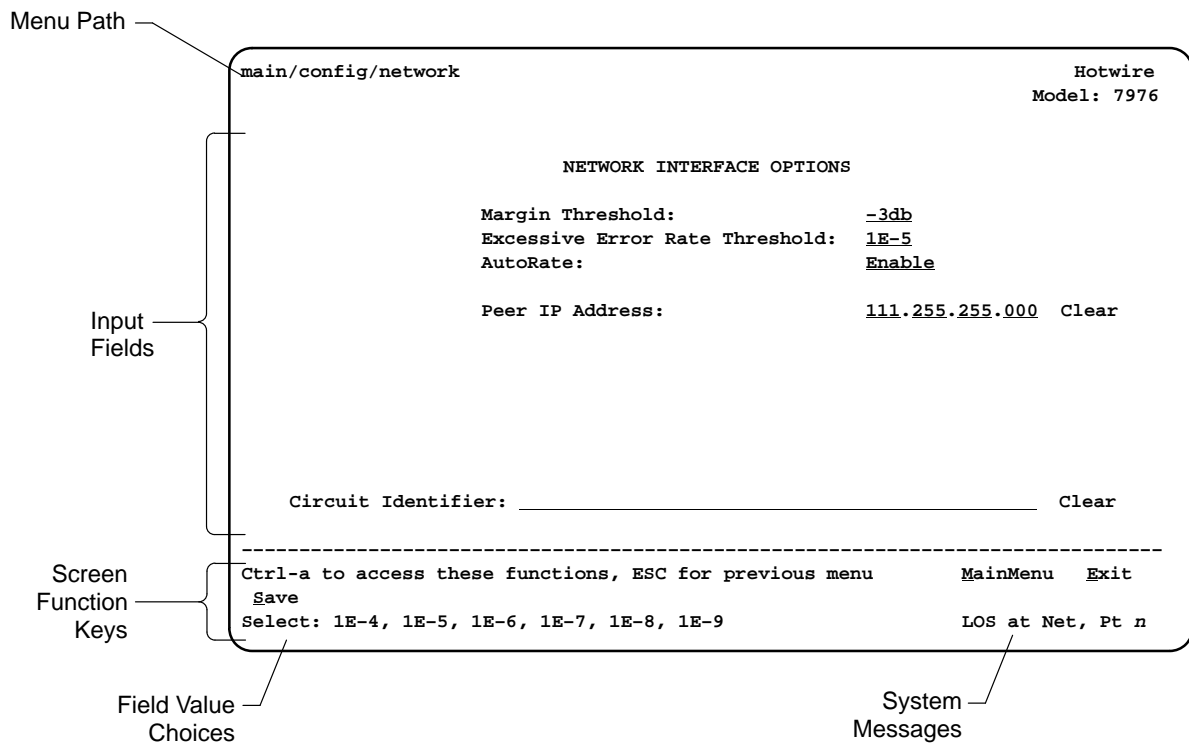 Menu Path
main/config/network
Hotwire
Model: 7976
NETWORK INTERFACE OPTIONS
Margin Threshold: -3db
Excessive Error Rate Threshold: 1E-5
AutoRate: Enable
Peer IP Address: 111.255.255.000 Clear
Input
Fields
Circuit Identifier: Clear
Screen
Function
Keys
Ctrl-a to access these functions, ESC for previous menu MainMenu Exit
Save
Select: 1E-4, 1E-5, 1E-6, 1E-7, 1E-8, 1E-9 LOS at Net, Pt n
Field Value
Choices
System
Messages